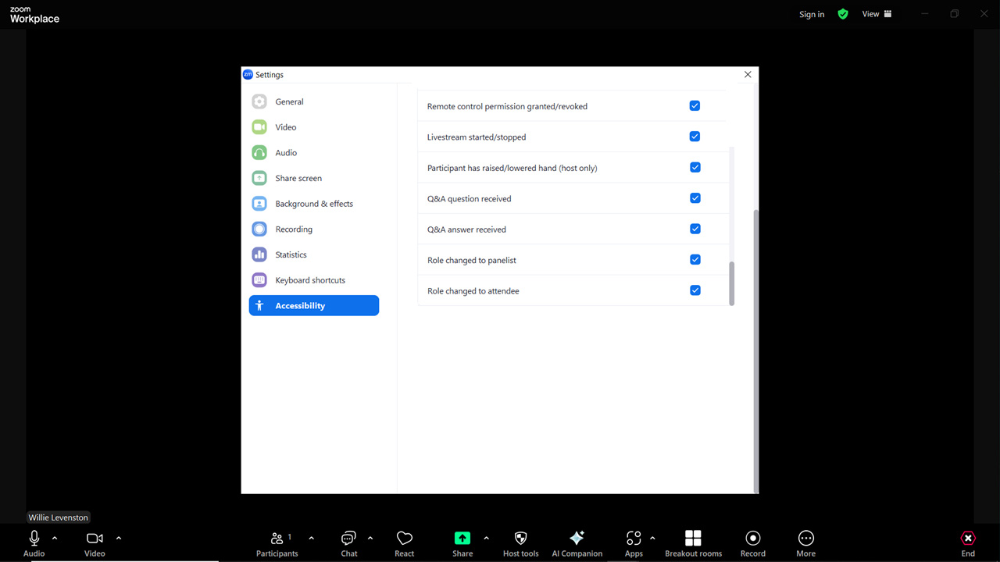 zoom
Workplace
Sign in
View
zm Settings
General
Video
Audio
Share screen
Background & effects
Recording
Statistics
Keyboard shortcuts
Accessibility
Remote control permission granted/revoked
Livestream started/stopped
Participant has raised/lowered hand (host only)
Q&A question received
Q&A answer received
Role changed to panelist
Role changed to attendee
Willie Levenston
1
Audio
Video
Participants
Chat
React
Share
Host tools
AI Companion
Apps
Breakout rooms
Record
More
End